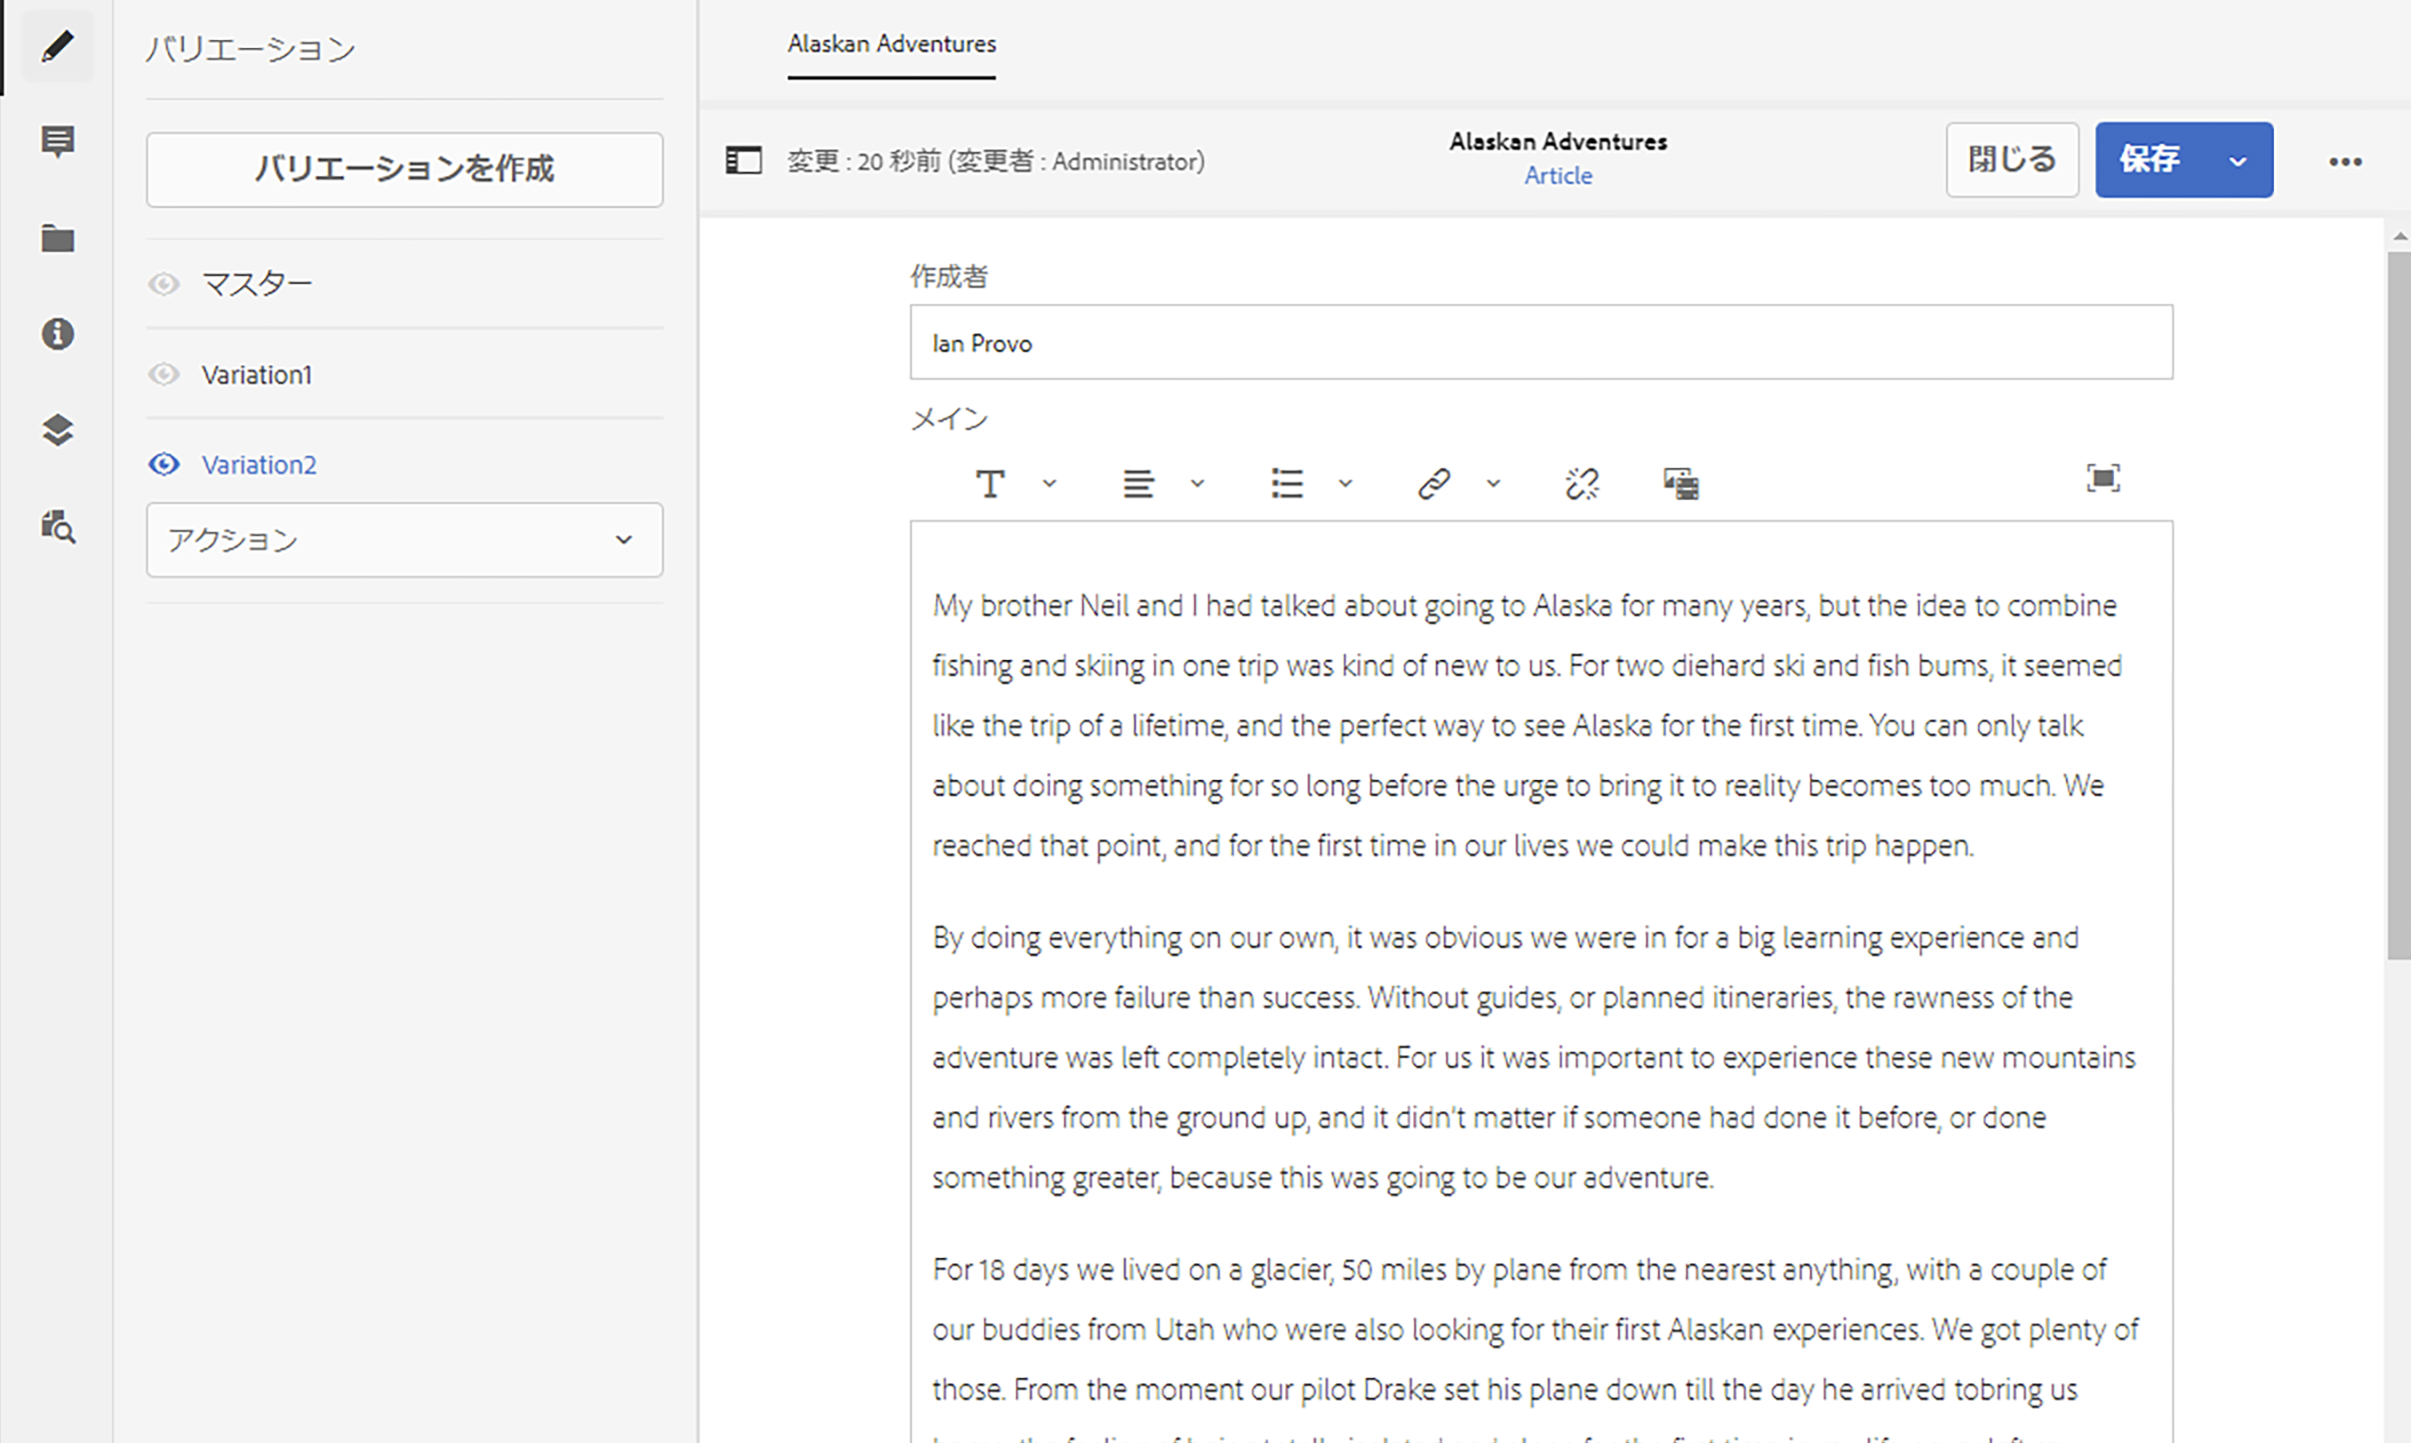 バリエーション
バリエーションを作成
マスター
Variation1
Variation2
アクション
Alaskan Adventures
変更 : 20 秒前 (変更者 : Administrator)
Alaskan Adventures
Article
閉じる
保存
作成者
Ian Provo
メイン
My brother Neil and I had talked about going to Alaska for many years, but the idea to combine
fishing and skiing in one trip was kind of new to us. For two diehard ski and fish bums, it seemed
like the trip of a lifetime, and the perfect way to see Alaska for the first time. You can only talk
about doing something for so long before the urge to bring it to reality becomes too much. We
reached that point, and for the first time in our lives we could make this trip happen.
By doing everything on our own, it was obvious we were in for a big learning experience and
perhaps more failure than success. Without guides, or planned itineraries, the rawness of the
adventure was left completely intact. For us it was important to experience these new mountains
and rivers from the ground up, and it didn't matter if someone had done it before, or done
something greater, because this was going to be our adventure.
For 18 days we lived on a glacier, 50 miles by plane from the nearest anything, with a couple of
our buddies from Utah who were also looking for their first Alaskan experiences. We got plenty of
those. From the moment our pilot Drake set his plane down till the day he arrived tobring us